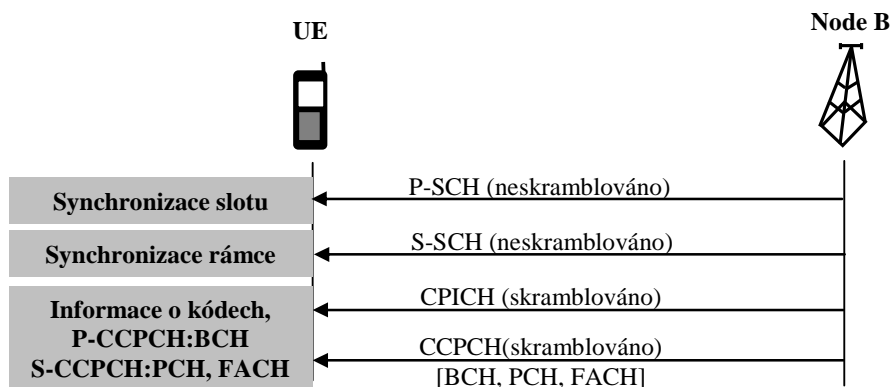 UE
Node B
P-SCH (neskramblováno)
Synchronizace slotu
S-SCH (neskramblováno)
Synchronizace rámce
CPICH (skramblováno)
Informace o kódech,
P-CCPCH:BCH
S-CCPCH:PCH, FACH
CCPCH(skramblováno)
[BCH, PCH, FACH]